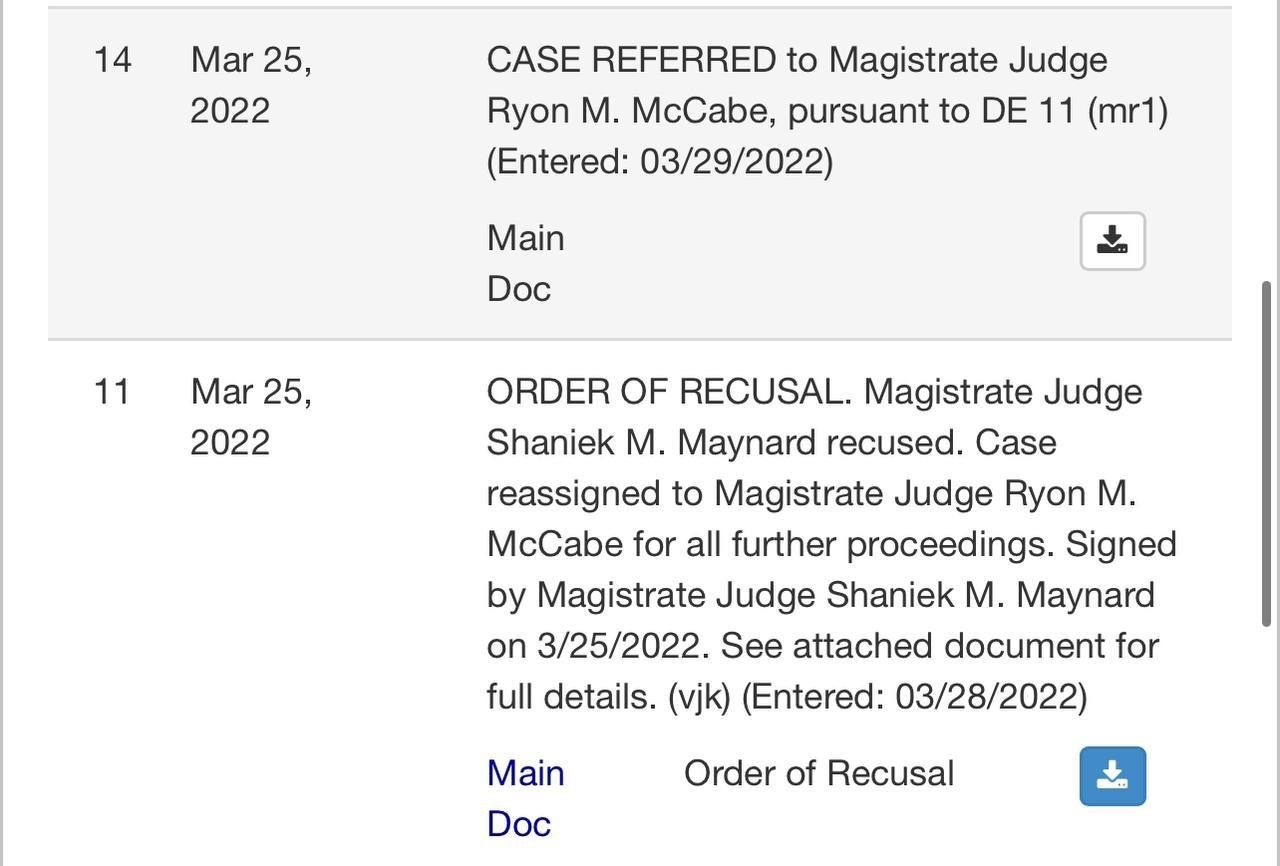 14 Mar 25, CASE REFERRED to Magistrate Judge
2022 Ryon M. McCabe, pursuant to DE 11 (mr1)
(Entered: 03/29/2022)
Main
Doc
11 Mar 25, ORDER OF RECUSAL. Magistrate Judge
2022 Shaniek M. Maynard recused. Case
reassigned to Magistrate Judge Ryon M.
McCabe for all further proceedings. Signed
by Magistrate Judge Shaniek M. Maynard
on 3/25/2022. See attached document for
full details. (vjk) (Entered: 03/28/2022)
Main Order of Recusal
Doc